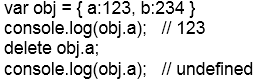 var obj = { a:123, b:234 }
console.log(obj.a);   // 123
delete obj.a;
console.log(obj.a);   // undefined